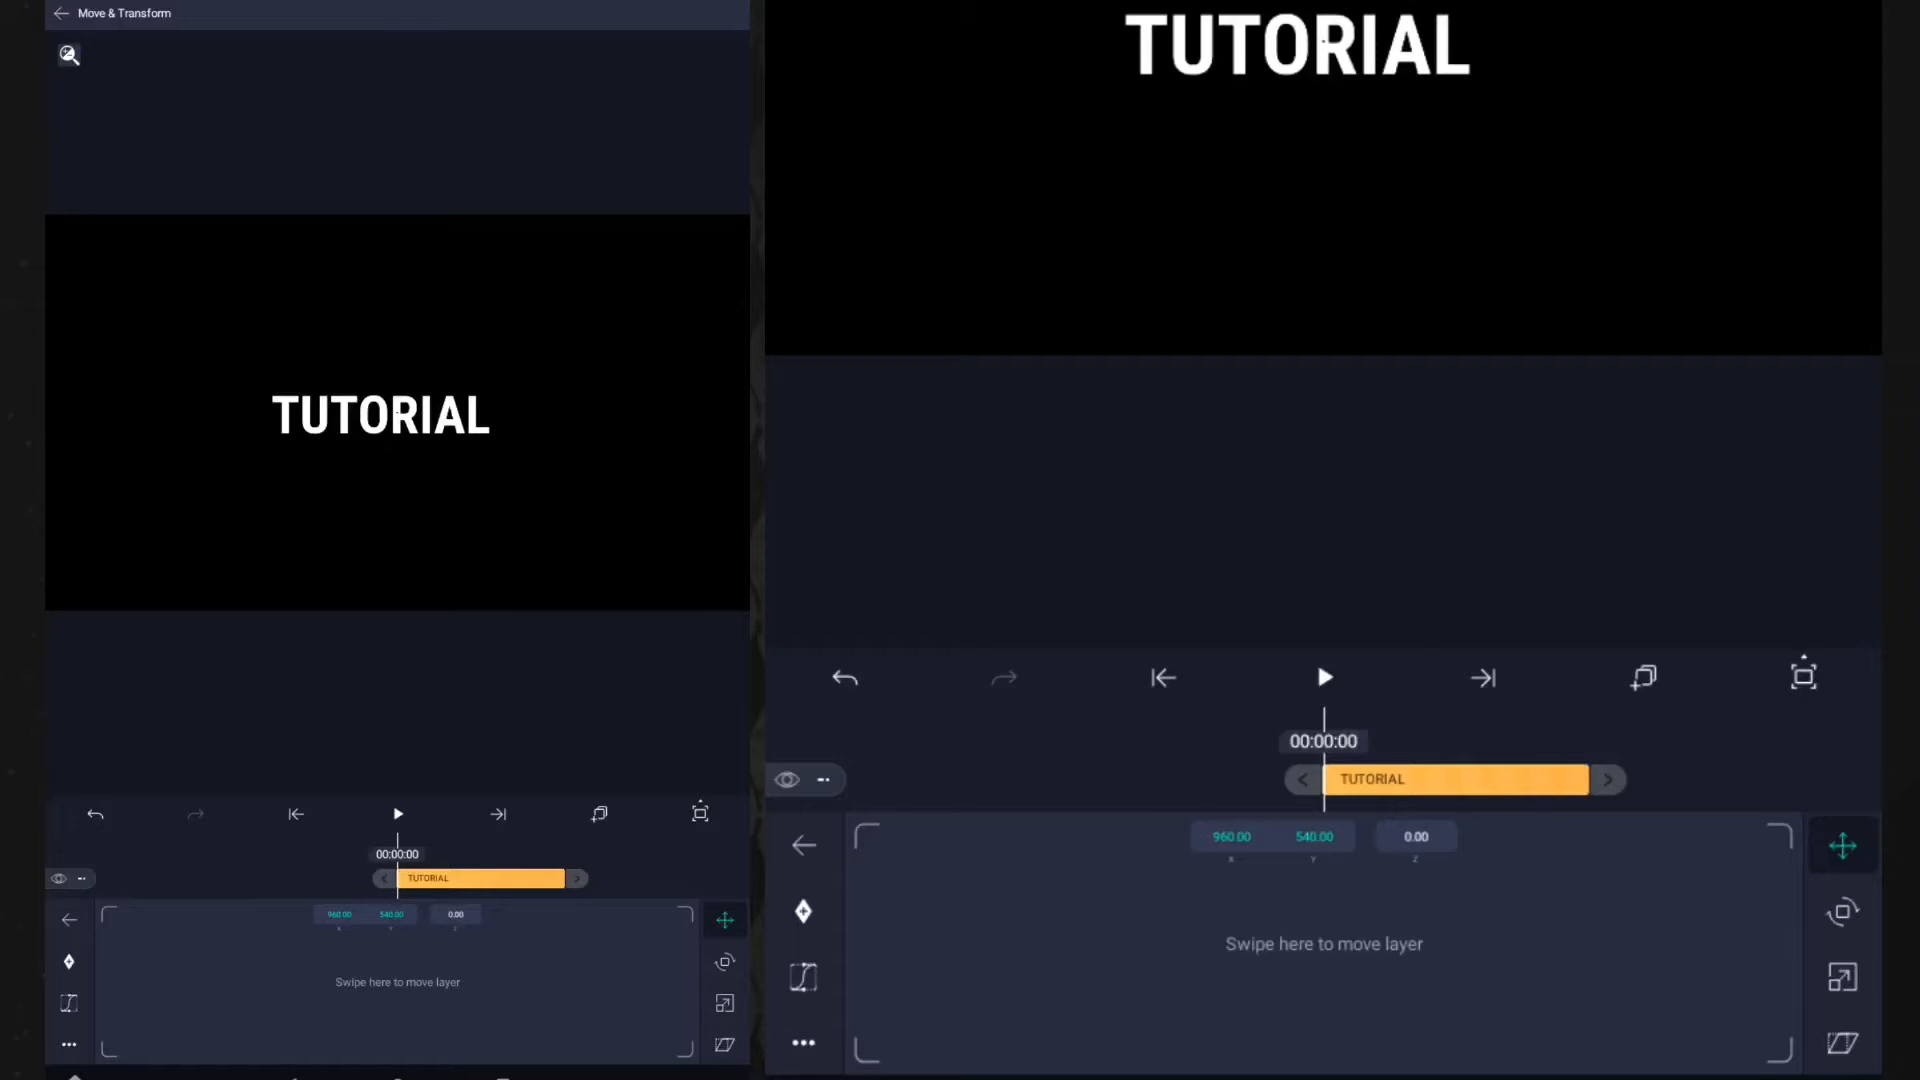 Move & Transform
TUTORIAL
00:00:00
TUTORIAL
960.00 540.00 0.00
X Y Z
Swipe here to move layer
TUTORIAL
00:00:00
TUTORIAL
960.00 540.00 0.00
X Y Z
Swipe here to move layer